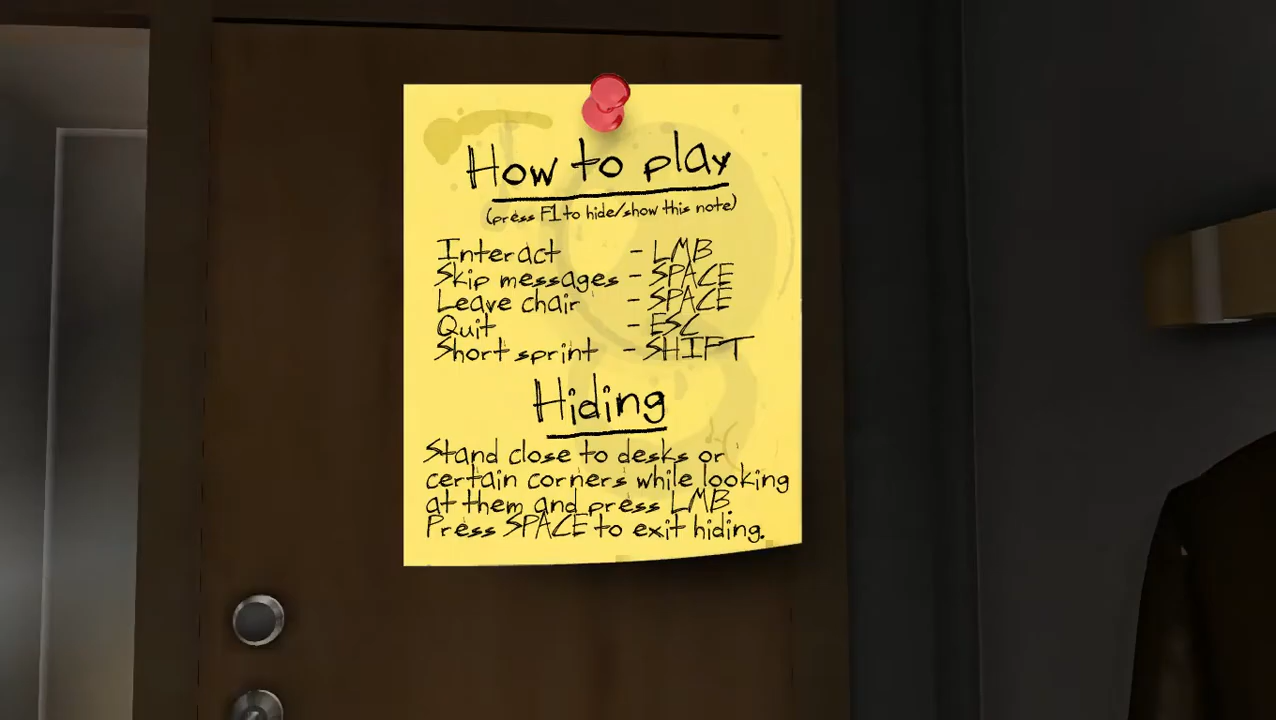 How to play
(press F1 to hide/show this note)
Interact - LMB
Skip messages - SPACE
Leave chair - SPACE
Quit - ESC
Short sprint - SHIFT
Hiding
Stand close to desks or
certain corners while looking
at them and press LMB.
Press SPACE to exit hiding.